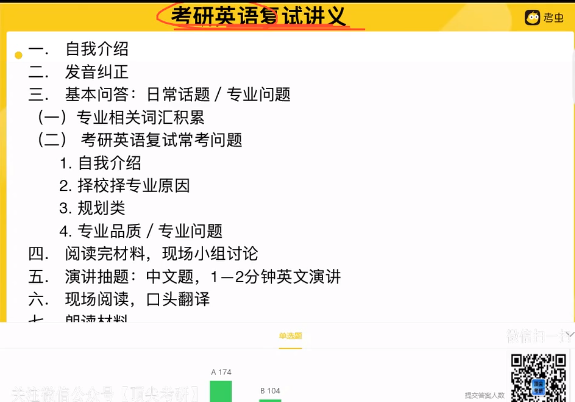 考研英语复试讲义
考虫
一. 自我介绍
二. 发音纠正
三. 基本问答：日常话题／专业问题
（一）专业相关词汇积累
（二） 考研英语复试常考问题
1. 自我介绍
2. 择校择专业原因
3. 规划类
4. 专业品质／专业问题
四. 阅读完材料，现场小组讨论
五. 演讲抽题：中文题，1—2分钟英文演讲
六. 现场阅读，口头翻译
七. 朗读材料
单选题
微信扫一扫
A 174
B 104
关注微信公众号【顶尖考研】
提交答案人数